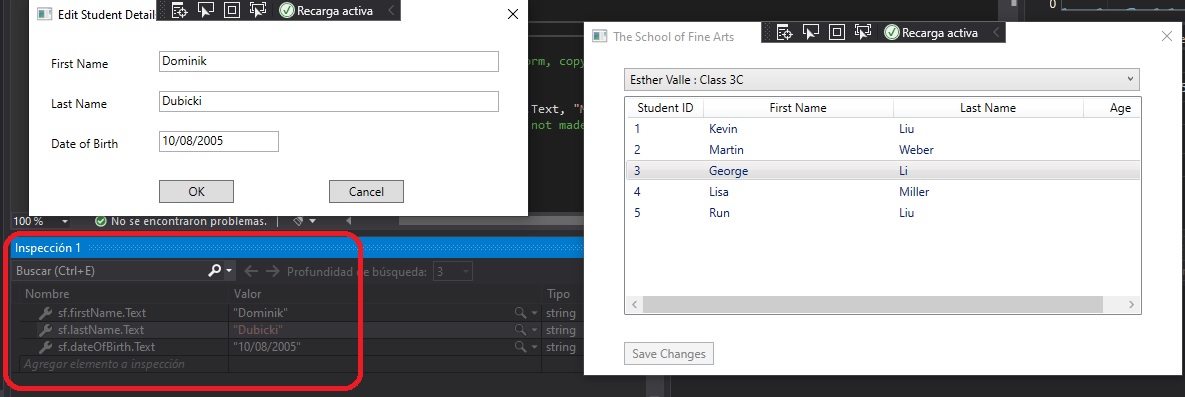 Edit Student Details
Recarga activa
First Name
Dominik
Last Name
Dubicki
Date of Birth
10/08/2005
OK
Cancel
orm, copy
.Text, "M
not made
0
The School of Fine Arts
Recarga activa
Esther Valle : Class 3C
Student ID First Name Last Name Age
1 Kevin Liu
2 Martin Weber
3 George Li
4 Lisa Miller
5 Run Liu
Save Changes
100 % No se encontraron problemas.
Inspección 1
Buscar (Ctrl+E) Profundidad de búsqueda: 3
Nombre Valor Tipo
sf.firstName.Text "Dominik" string
sf.lastName.Text "Dubicki" string
sf.dateOfBirth.Text "10/08/2005" string
Agregar elemento a inspección